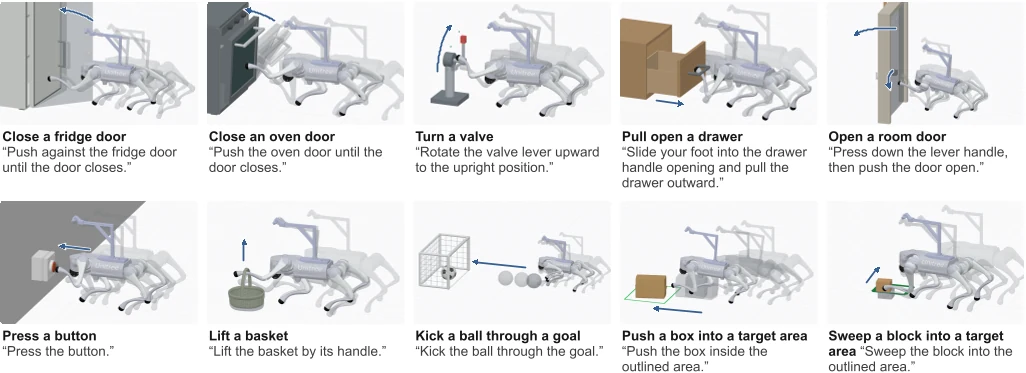 Close a fridge door
“Push against the fridge door
until the door closes.”
Close an oven door
“Push the oven door until the
door closes.”
Turn a valve
“Rotate the valve lever upward
to the upright position.”
Pull open a drawer
“Slide your foot into the drawer
handle opening and pull the
drawer outward.”
Open a room door
“Press down the lever handle,
then push the door open.”
Press a button
“Press the button.”
Lift a basket
“Lift the basket by its handle.”
Kick a ball through a goal
“Kick the ball through the goal.”
Push a box into a target area
“Push the box inside the
outlined area.”
Sweep a block into a target
area “Sweep the block into the
outlined area.”